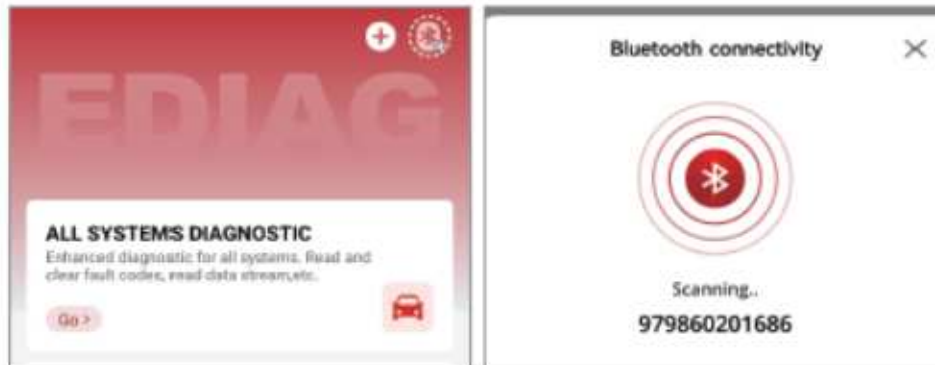 EDIAG
ALL SYSTEMS DIAGNOSTIC
Enhanced diagnostic for all systems. Read and
clear fault codes, read data stream,etc.
Go >
Bluetooth connectivity
Scanning..
979860201686